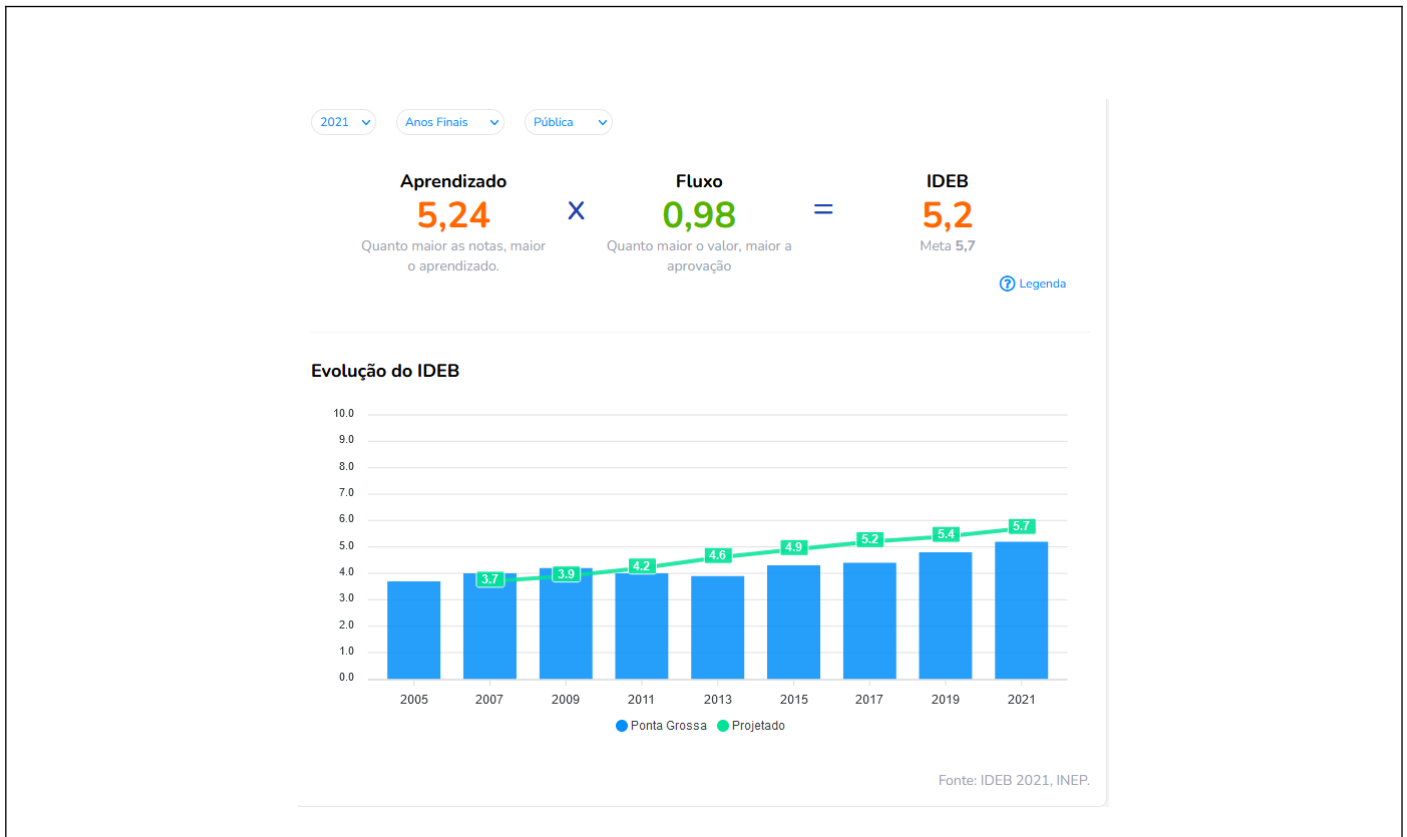 2021 Anos Finais Pública
Aprendizado Fluxo IDEB
5,24 X 0,98 = 5,2
Quanto maior as notas, maior Quanto maior o valor, maior a Meta 5,7
o aprendizado. aprovação
? Legenda
Evolução do IDEB
10.0
9.0
8.0
7.0
6.0
5.0
4.0
3.0
2.0
1.0
0.0
3.7 3.9 4.2 4.6 4.9 5.2 5.4 5.7
2005 2007 2009 2011 2013 2015 2017 2019 2021
Ponta Grossa Projetado
Fonte: IDEB 2021, INEP.